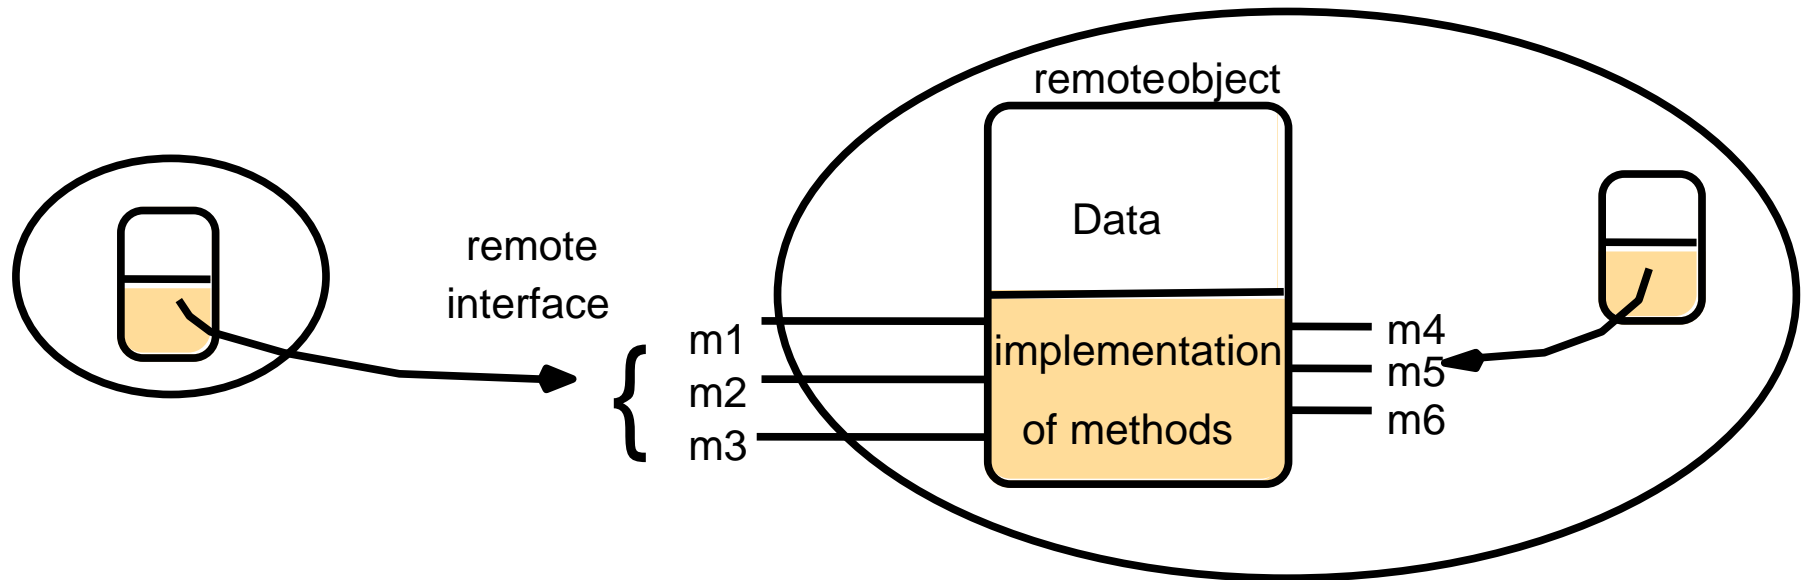 remoteobject
Data
remote
interface
{
m1
m2
m3
implementation
of methods
m4
m5
m6